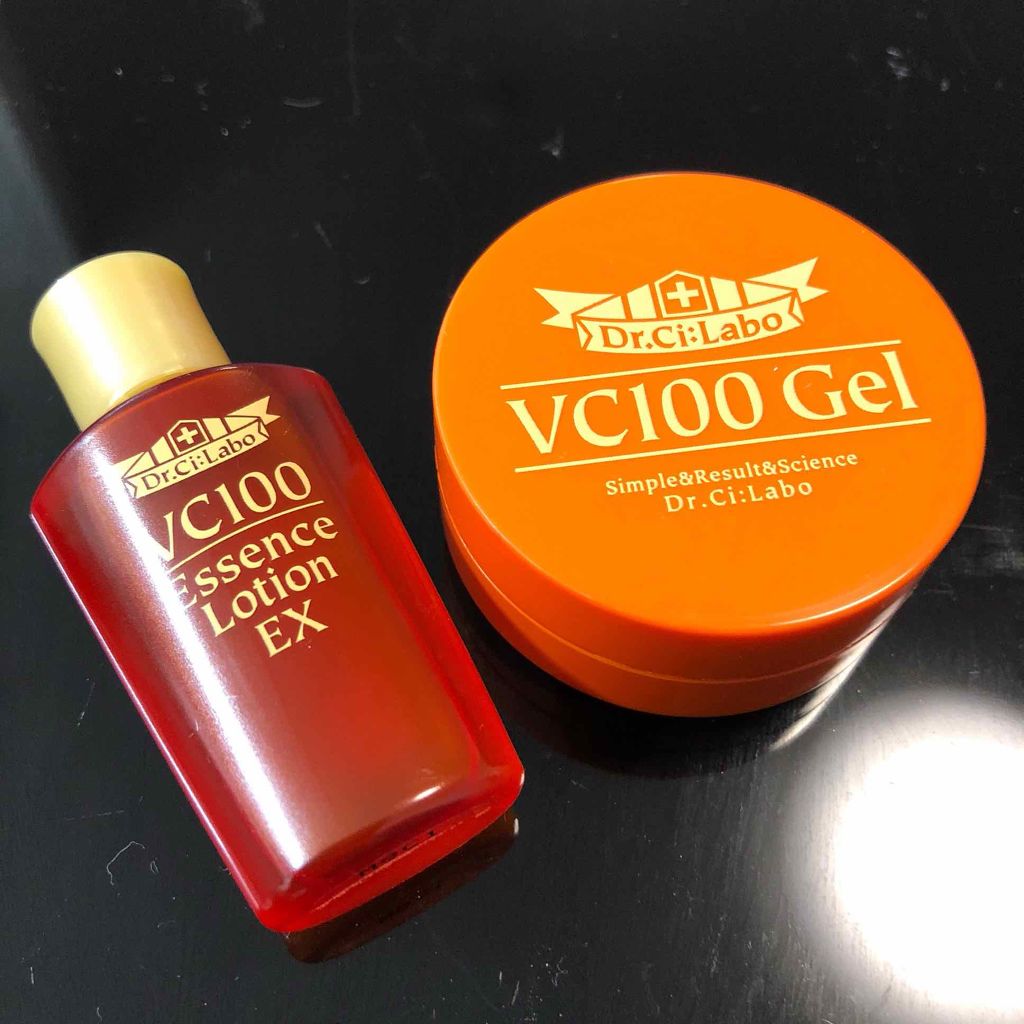 Dr.Ci:Labo
VC100
Essence
Lotion
EX
Dr.Ci:Labo
VC100 Gel
Simple&Result&Science
Dr.Ci:Labo